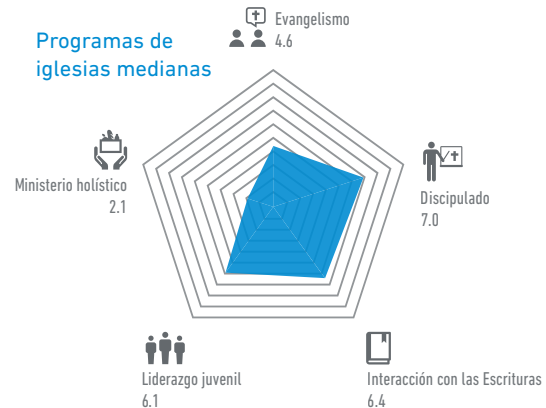 Programas de
iglesias medianas
Evangelismo
4.6
Ministerio holístico
2.1
Discipulado
7.0
Liderazgo juvenil
6.1
Interacción con las Escrituras
6.4